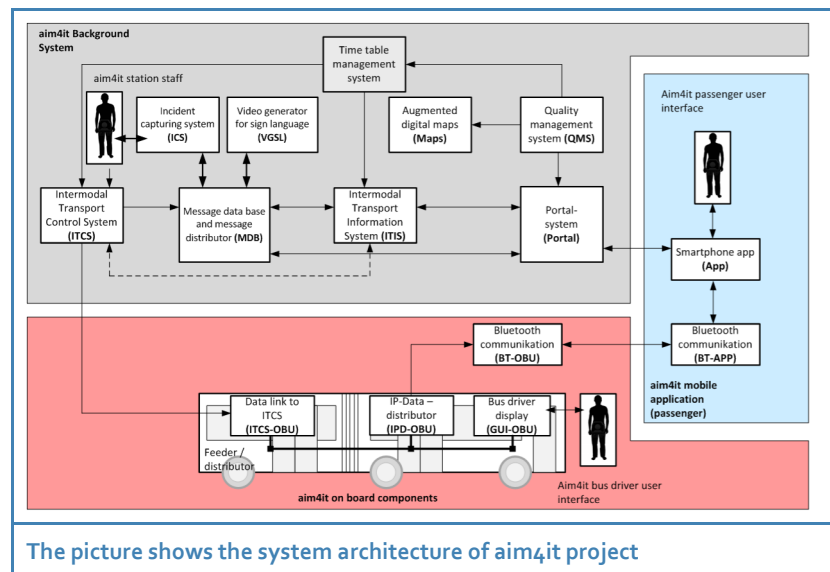 aim4it Background
System
Time table
management
system
aim4it station staff
Incident
capturing system
(ICS)
Video generator
for sign language
(VGSL)
Augmented
digital maps
(Maps)
Quality
management
system (QMS)
Aim4it passenger user
interface
Intermodal
Transport
Control System
(ITCS)
Message data base
and message
distributor (MDB)
Intermodal
Transport
Information
System (ITIS)
Portal-
system
(Portal)
Smartphone app
(App)
Bluetooth
communikation
(BT-OBU)
Bluetooth
communikation
(BT-APP)
aim4it mobile
application
(passenger)
Data link to
ITCS
(ITCS-OBU)
IP-Data –
distributor
(IPD-OBU)
Bus driver
display
(GUI-OBU)
Feeder /
distributor
aim4it on board components
Aim4it bus driver user
interface
The picture shows the system architecture of aim4it project